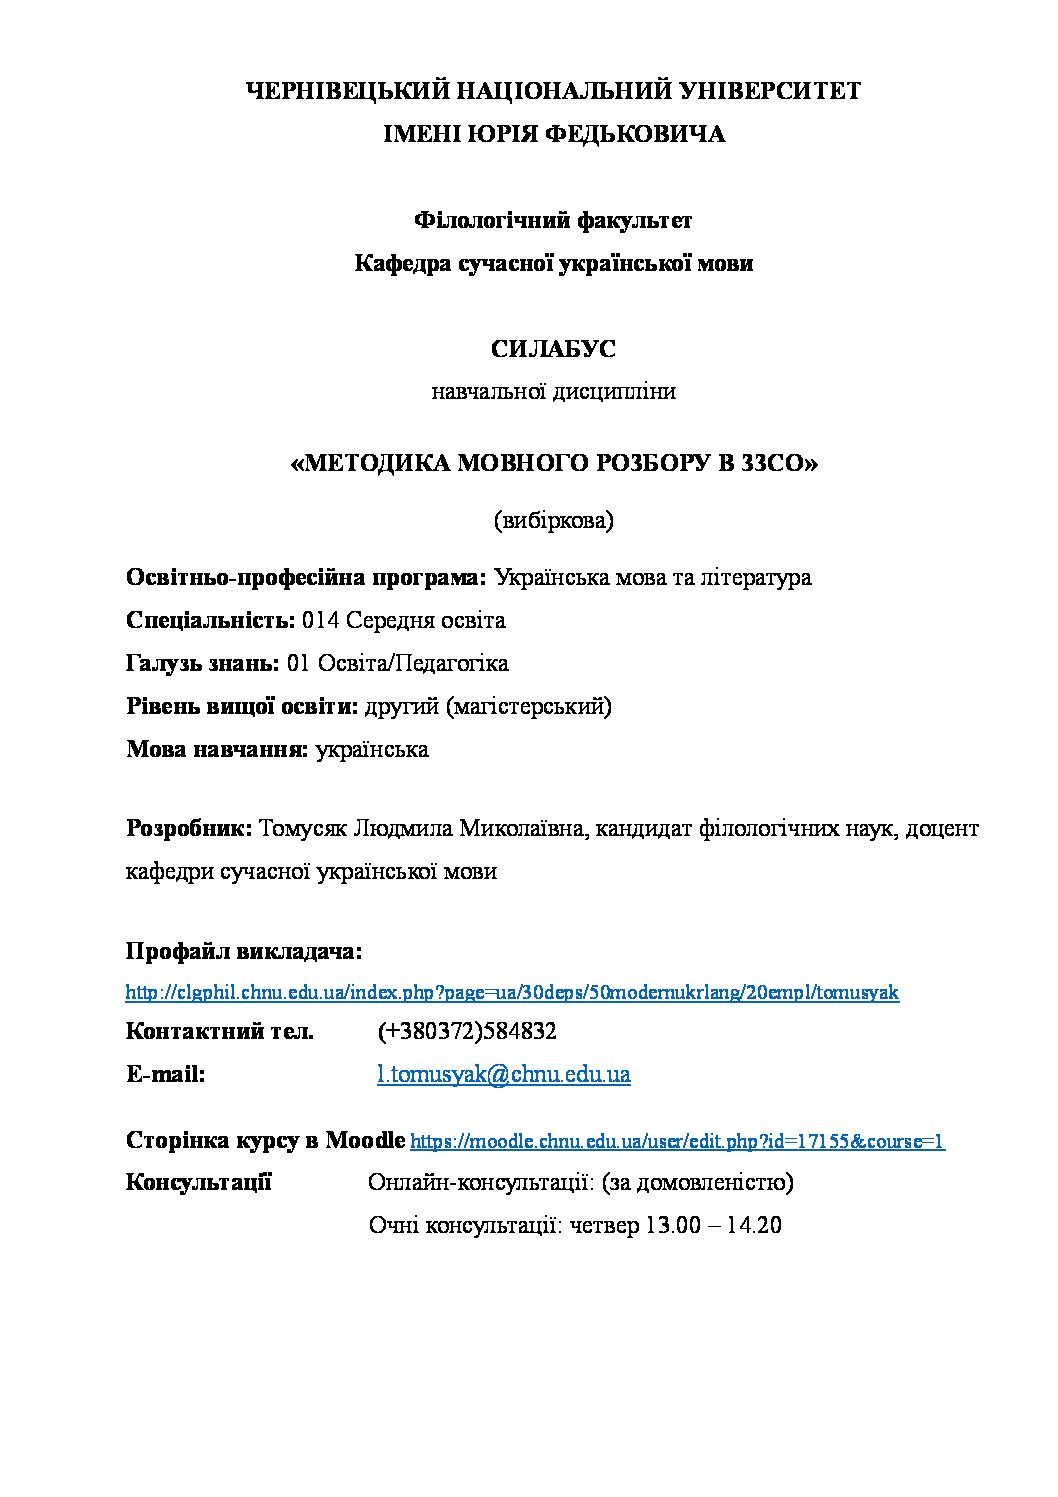 ЧЕРНІВЕЦЬКИЙ НАЦІОНАЛЬНИЙ УНІВЕРСИТЕТ
ІМЕНІ ЮРІЯ ФЕДЬКОВИЧА
Філологічний факультет
Кафедра сучасної української мови
СИЛАБУС
навчальної дисципліни
«МЕТОДИКА МОВНОГО РОЗБОРУ В ЗЗСО»
(вибіркова)
Освітньо-професійна програма: Українська мова та література
Спеціальність: 014 Середня освіта
Галузь знань: 01 Освіта/Педагогіка
Рівень вищої освіти: другий (магістерський)
Мова навчання: українська
Розробник: Томусяк Людмила Миколаївна, кандидат філологічних наук, доцент
кафедри сучасної української мови
Профайл викладача:
http://clgphil.chnu.edu.ua/index.php?page=ua/30deps/50modernukrlang/20empl/tomusyak
Контактний тел. (+380372)584832
E-mail: l.tomusyak@chnu.edu.ua
Сторінка курсу в Moodle https://moodle.chnu.edu.ua/user/edit.php?id=17155&course=1
Консультації Онлайн-консультації: (за домовленістю)
Очні консультації: четвер 13.00 – 14.20